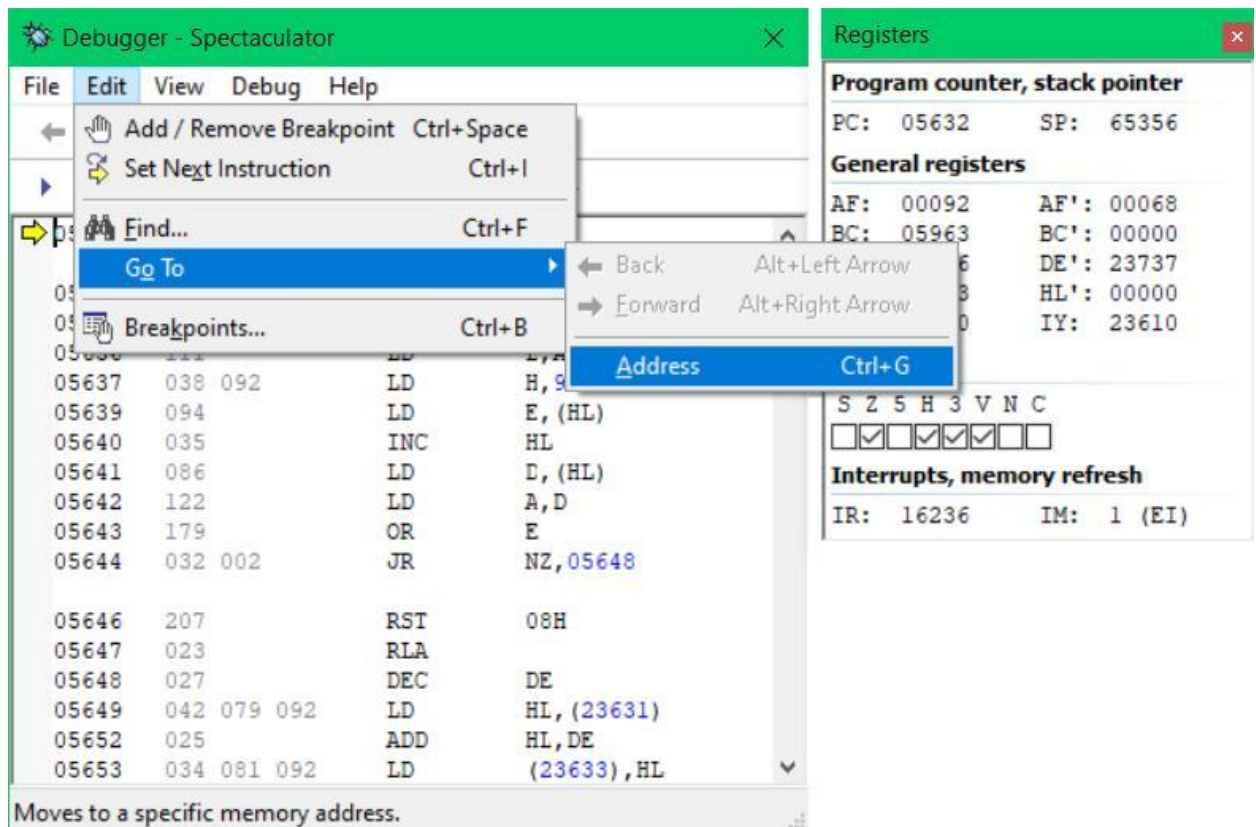 Debugger - Spectaculator
File Edit View Debug Help
Add / Remove Breakpoint Ctrl+Space
Set Next Instruction Ctrl+I
Find... Ctrl+F
Go To
Breakpoints... Ctrl+B
Back Alt+Left Arrow
Forward Alt+Right Arrow
Address Ctrl+G
05637 038 092 LD H,9
05639 094 LD E,(HL)
05640 035 INC HL
05641 086 LD D,(HL)
05642 122 LD A,D
05643 179 OR E
05644 032 002 JR NZ,05648
05646 207 RST 08H
05647 023 RLA
05648 027 DEC DE
05649 042 079 092 LD HL,(23631)
05652 025 ADD HL,DE
05653 034 081 092 LD (23633),HL
Moves to a specific memory address.
Registers
Program counter, stack pointer
PC: 05632 SP: 65356
General registers
AF: 00092 AF': 00068
BC: 05963 BC': 00000
6 DE': 23737
3 HL': 00000
0 IY: 23610
S Z 5 H 3 V N C
Interrupts, memory refresh
IR: 16236 IM: 1 (EI)